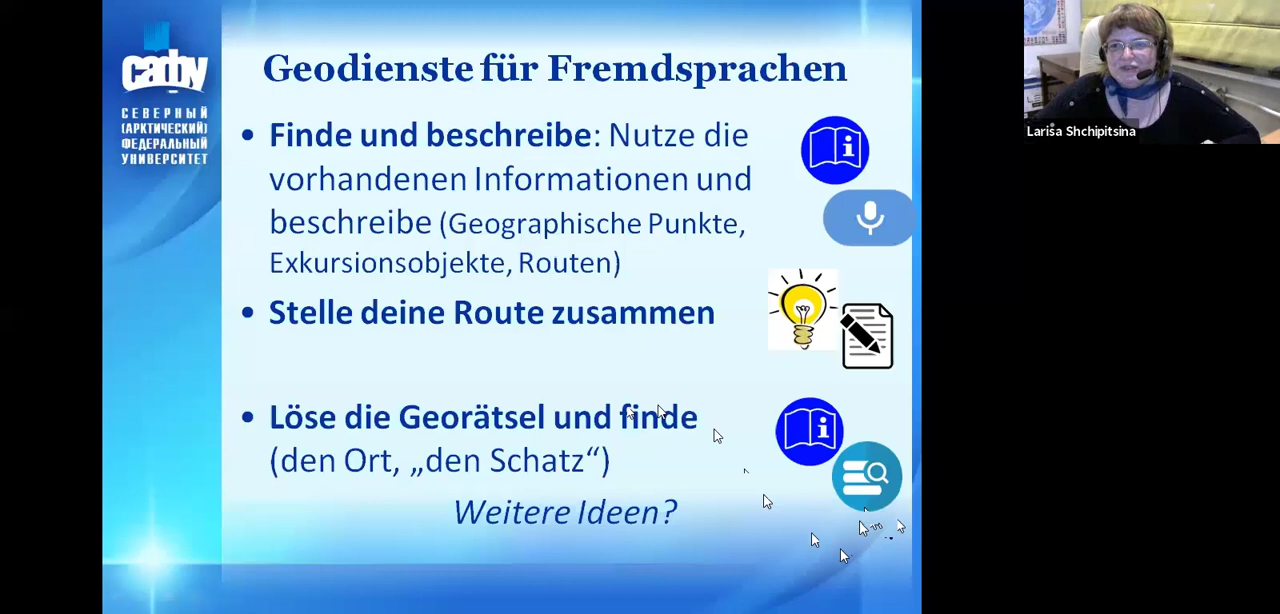 сафу
СЕВЕРНЫЙ
(АРКТИЧЕСКИЙ)
ФЕДЕРАЛЬНЫЙ
УНИВЕРСИТЕТ
Geodienste für Fremdsprachen
• Finde und beschreibe: Nutze die
vorhandenen Informationen und
beschreibe (Geographische Punkte,
Exkursionsobjekte, Routen)
• Stelle deine Route zusammen
• Löse die Georätsel und finde
(den Ort, „den Schatz“)
Weitere Ideen?
Larisa Shchipitsina